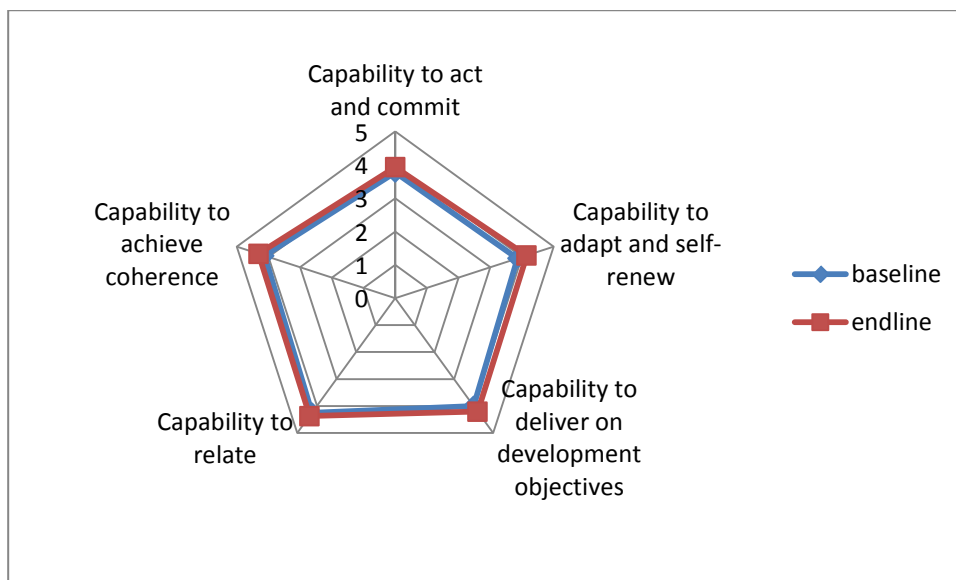 Capability to act
and commit
5
4
3
2
1
0
Capability to
adapt and self-
renew
Capability to
deliver on
development
objectives
Capability to
relate
Capability to
achieve
coherence
baseline
endline